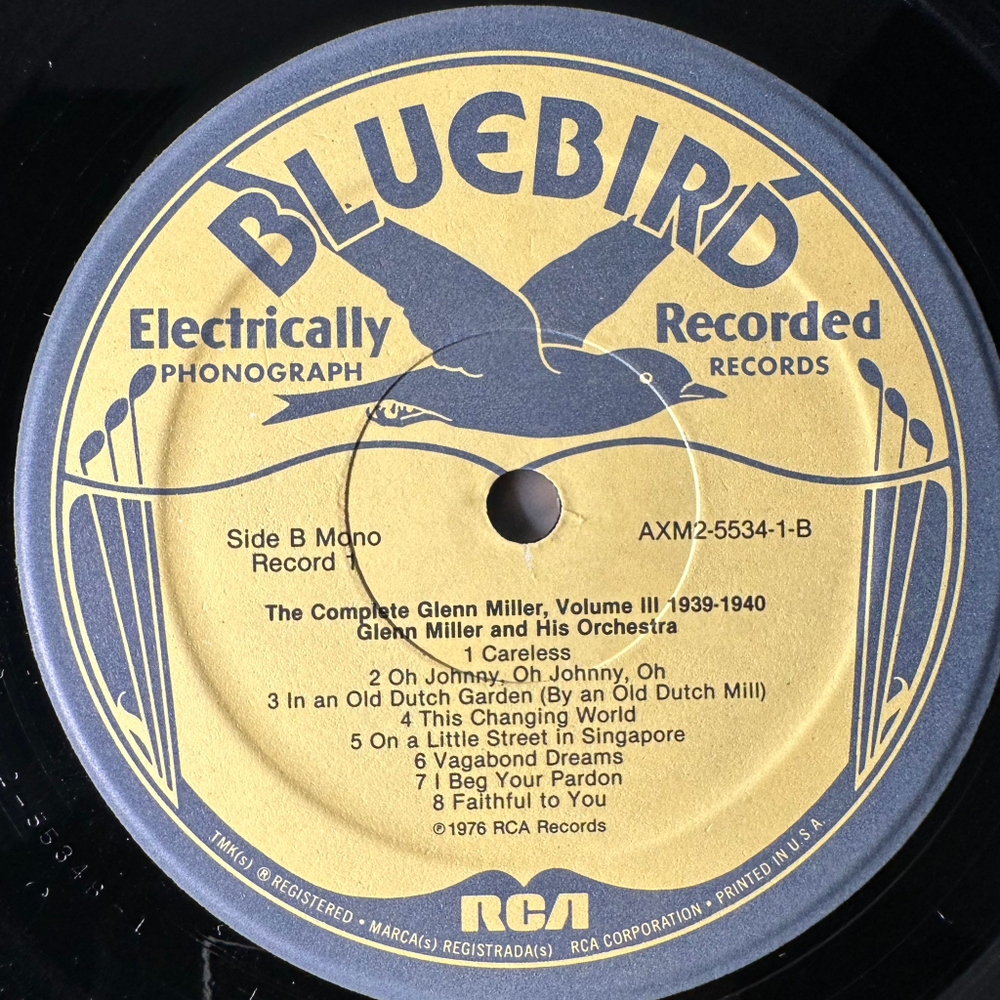 BLUEBIRD
Electrically Recorded
PHONOGRAPH RECORDS
Side B Mono AXM2-5534-1-B
Record 1
The Complete Glenn Miller, Volume III 1939-1940
Glenn Miller and His Orchestra
1 Careless
2 Oh Johnny, Oh Johnny, Oh
3 In an Old Dutch Garden (By an Old Dutch Mill)
4 This Changing World
5 On a Little Street in Singapore
6 Vagabond Dreams
7 I Beg Your Pardon
8 Faithful to You
℗1976 RCA Records
RCA
TMK(s) ® REGISTERED • MARCA(s) REGISTRADA(s) RCA CORPORATION • PRINTED IN U.S.A.